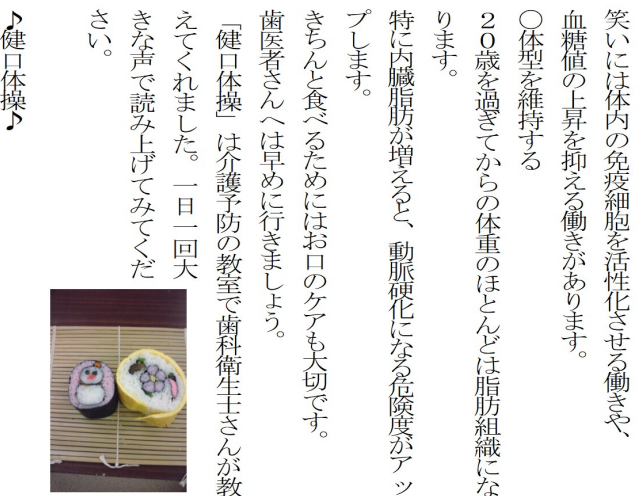 笑いには体内の免疫細胞を活性化させる働きや、
血糖値の上昇を抑える働きがあります。
〇体型を維持する
２０歳を過ぎてからの体重のほとんどは脂肪組織にな
ります。
特に内臓脂肪が増えると、動脈硬化になる危険度がアッ
プします。
きちんと食べるためにはお口のケアも大切です。
歯医者さんへは早めに行きましょう。
「健口体操」は介護予防の教室で歯科衛生士さんが教
えてくれました。一日一回大
きな声で読み上げてみてくだ
さい。
♪健口体操♪